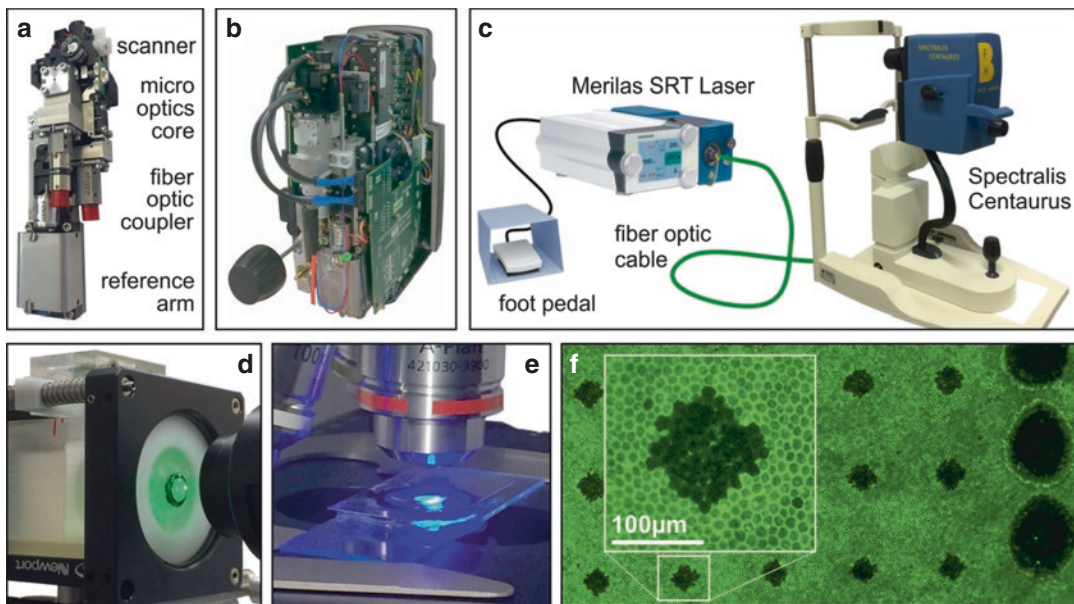 a
scanner
micro
optics
core
fiber
optic
coupler
reference
arm
b
c
Merilas SRT Laser
SPECTRALIS
CENTAURUS
Spectralis
Centaurus
fiber optic
cable
foot pedal
d
Newport
e
A-Plan
421030-9900
f
100µm